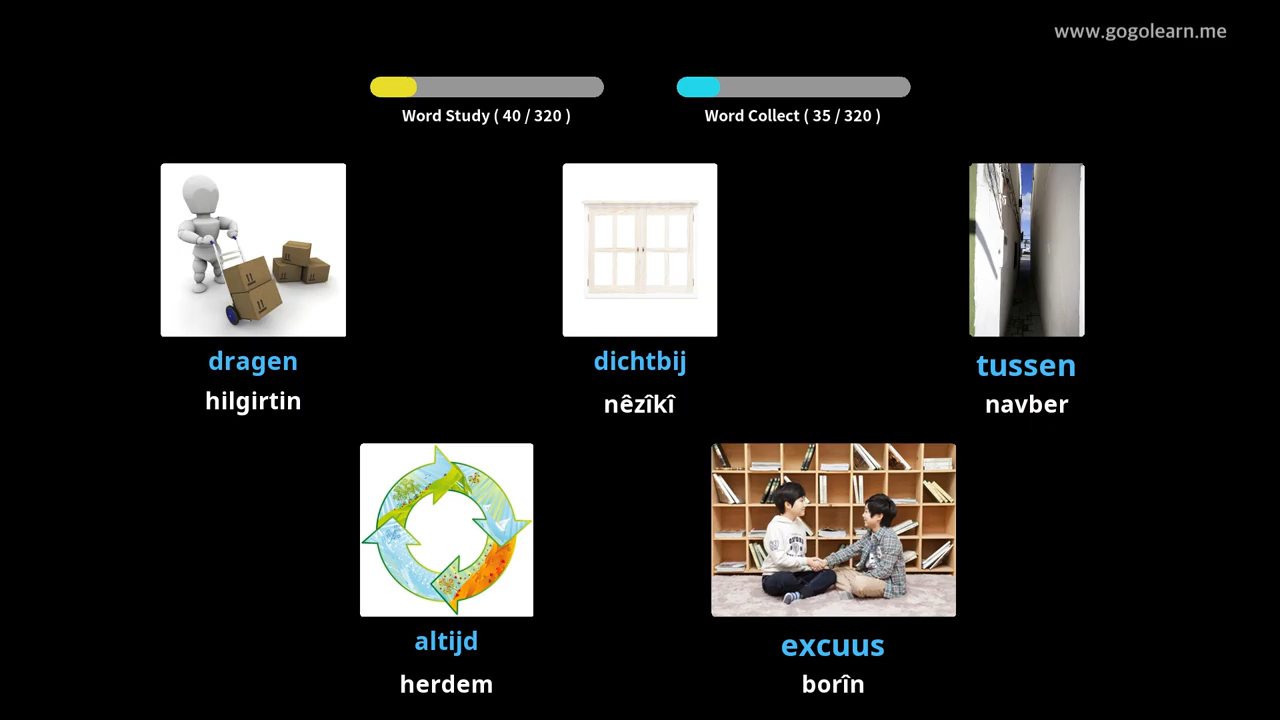 www.gogolearn.me
Word Study ( 40 / 320 )
Word Collect ( 35 / 320 )
dragen
hilgirtin
dichtbij
nêzîkî
tussen
navber
altijd
herdem
excuus
borîn